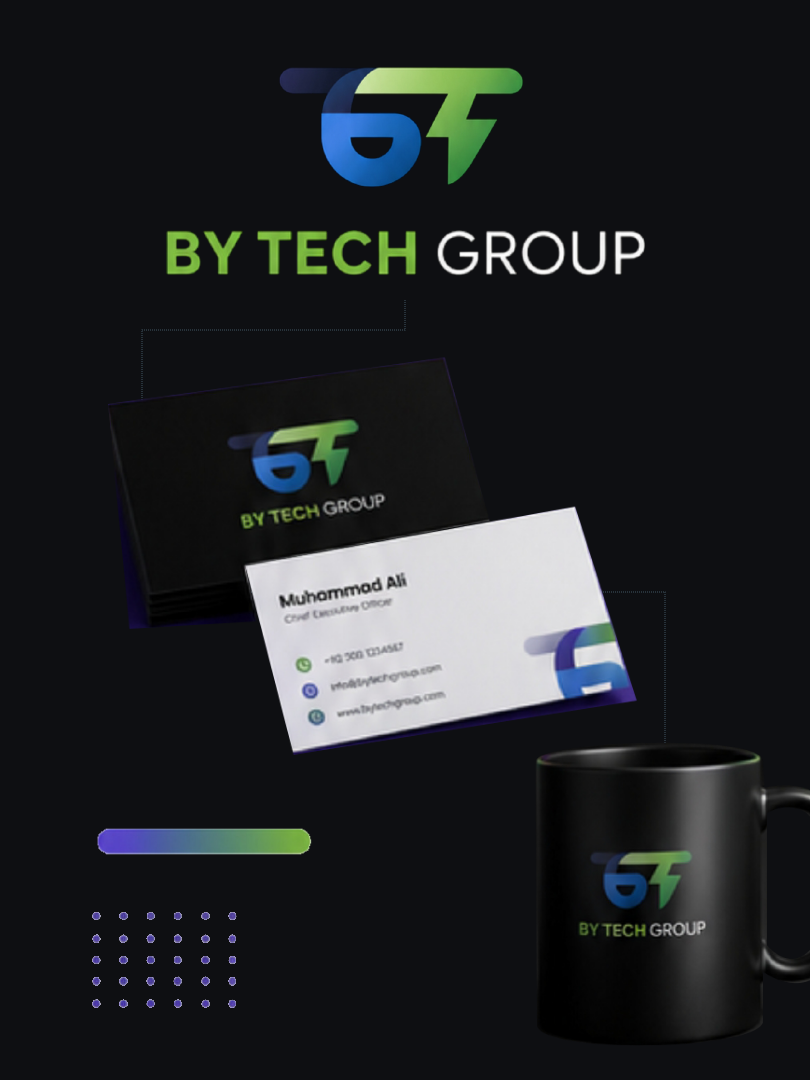 BY TECH GROUP
BY TECH GROUP
Muhammad Ali
Chief Executive Officer
+92 300 1234567
info@bytechgroup.com
www.bytechgroup.com
BY TECH GROUP